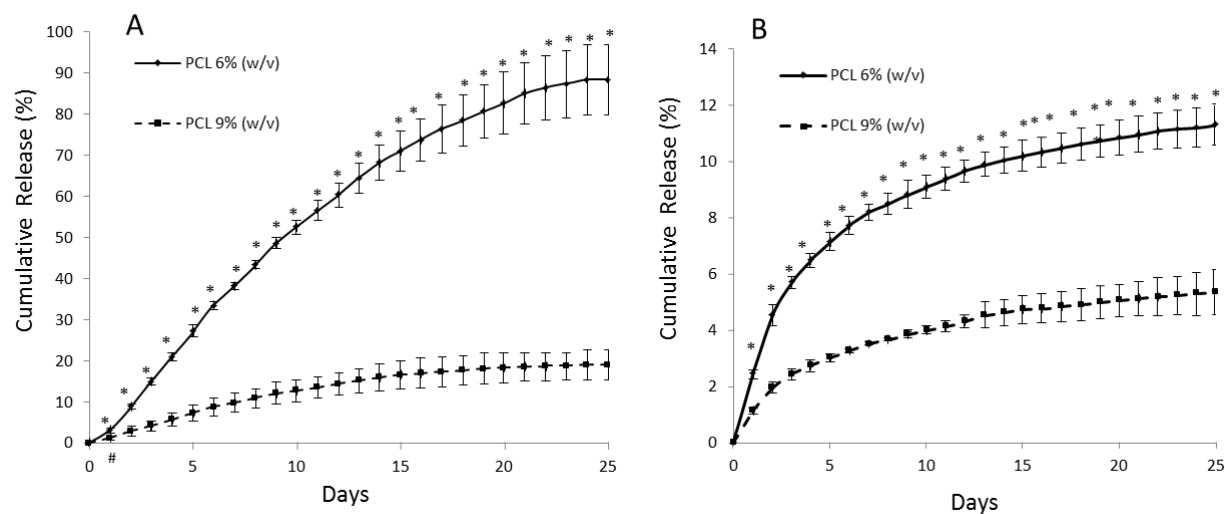 A
Cumulative Release (%)
100
90
80
70
60
50
40
30
20
10
0
PCL 6% (w/v)
PCL 9% (w/v)
* * * * * * * * * * * * * * * * * * * * * * * * *
#
0 5 10 15 20 25
Days
B
Cumulative Release (%)
14
12
10
8
6
4
2
0
PCL 6% (w/v)
PCL 9% (w/v)
* * * * * * * * * * * * * * * * * * * * * * * * *
0 5 10 15 20 25
Days